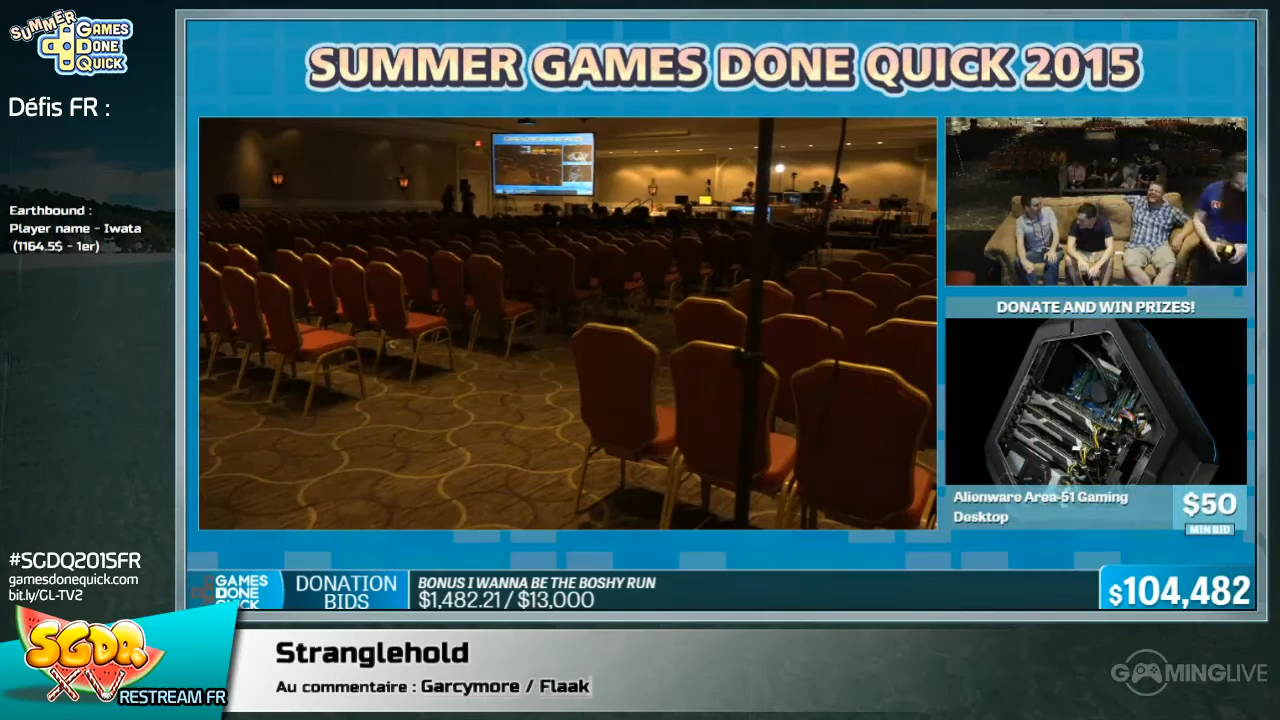 SUMMER
GAMES
DONE
QUICK
Défis FR :
Earthbound :
Player name - Iwata
(1164.5$ - 1er)
#SGDQ2015FR
gamesdonequick.com
bit.ly/GL-TV2
SUMMER GAMES DONE QUICK 2015
DONATE AND WIN PRIZES!
Alienware Area-51 Gaming
Desktop
$50
MIN BID
GAMES
DONE
QUICK
DONATION
BIDS
BONUS I WANNA BE THE BOSHY RUN
$1,482.21 / $13,000
$104,482
SGDQ
XV
RESTREAM FR
Stranglehold
Au commentaire : Garcymore / Flaak
GAMINGLIVE